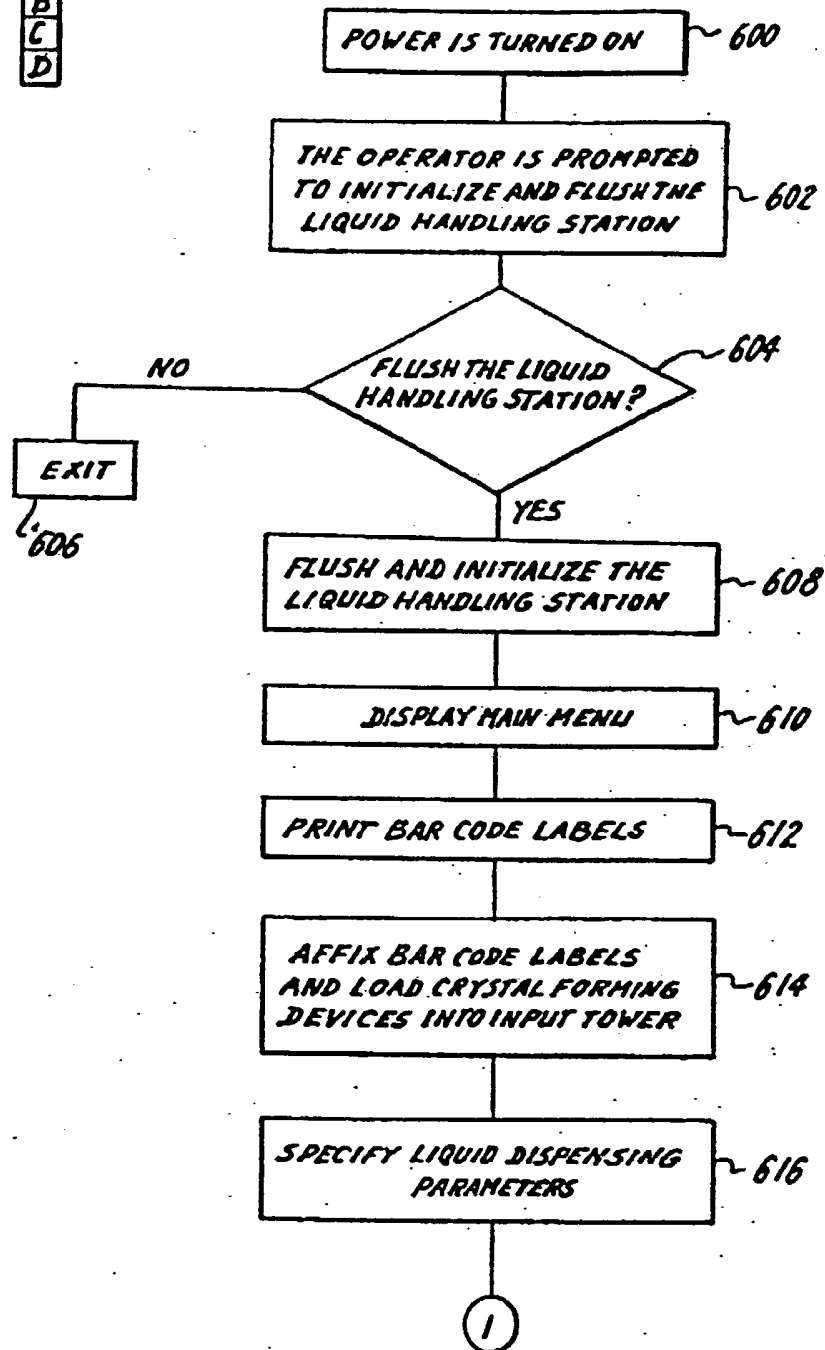 C
D
POWER IS TURNED ON
600
THE OPERATOR IS PROMPTED
TO INITIALIZE AND FLUSH THE
LIQUID HANDLING STATION
602
FLUSH THE LIQUID
HANDLING STATION?
604
NO
EXIT
606
YES
FLUSH AND INITIALIZE THE
LIQUID HANDLING STATION
608
DISPLAY MAIN MENU
610
PRINT BAR CODE LABELS
612
AFFIX BAR CODE LABELS
AND LOAD CRYSTAL FORMING
DEVICES INTO INPUT TOWER
614
SPECIFY LIQUID DISPENSING
PARAMETERS
616
1